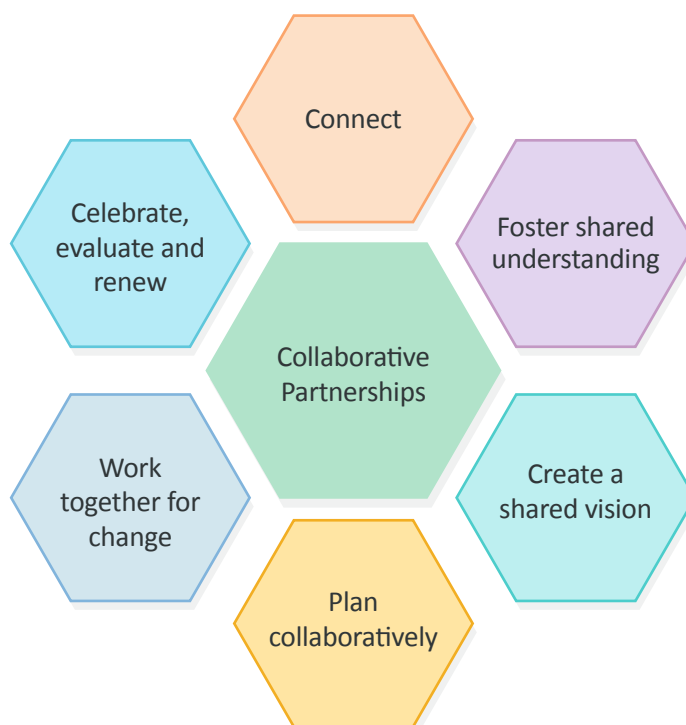 Connect
Foster shared
understanding
Create a
shared vision
Plan
collaboratively
Work
together for
change
Celebrate,
evaluate and
renew
Collaborative
Partnerships